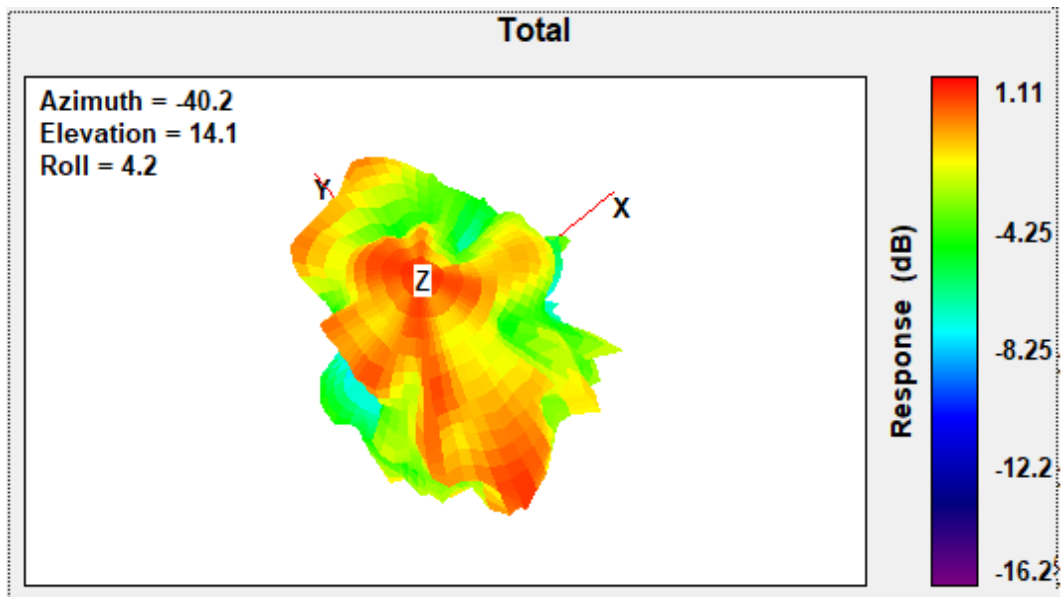 Total
Azimuth = -40.2
Elevation = 14.1
Roll = 4.2
Y
X
Z
1.11
-4.25
-8.25
-12.2
-16.2
Response (dB)